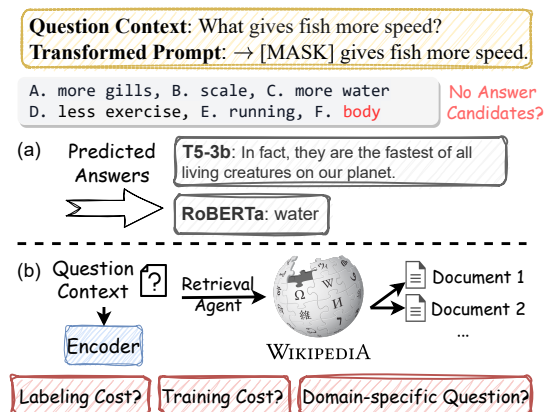 Question Context: What gives fish more speed?
Transformed Prompt: → [MASK] gives fish more speed.
A. more gills, B. scale, C. more water
D. less exercise, E. running, F. body
No Answer
Candidates?
(a)
Predicted
Answers
T5-3b: In fact, they are the fastest of all
living creatures on our planet.
RoBERTa: water
(b)
Question
Context
?
Encoder
Retrieval
Agent
Ω W И 維
WIKIPEDIA
Document 1
Document 2
...
Labeling Cost?
Training Cost?
Domain-specific Question?